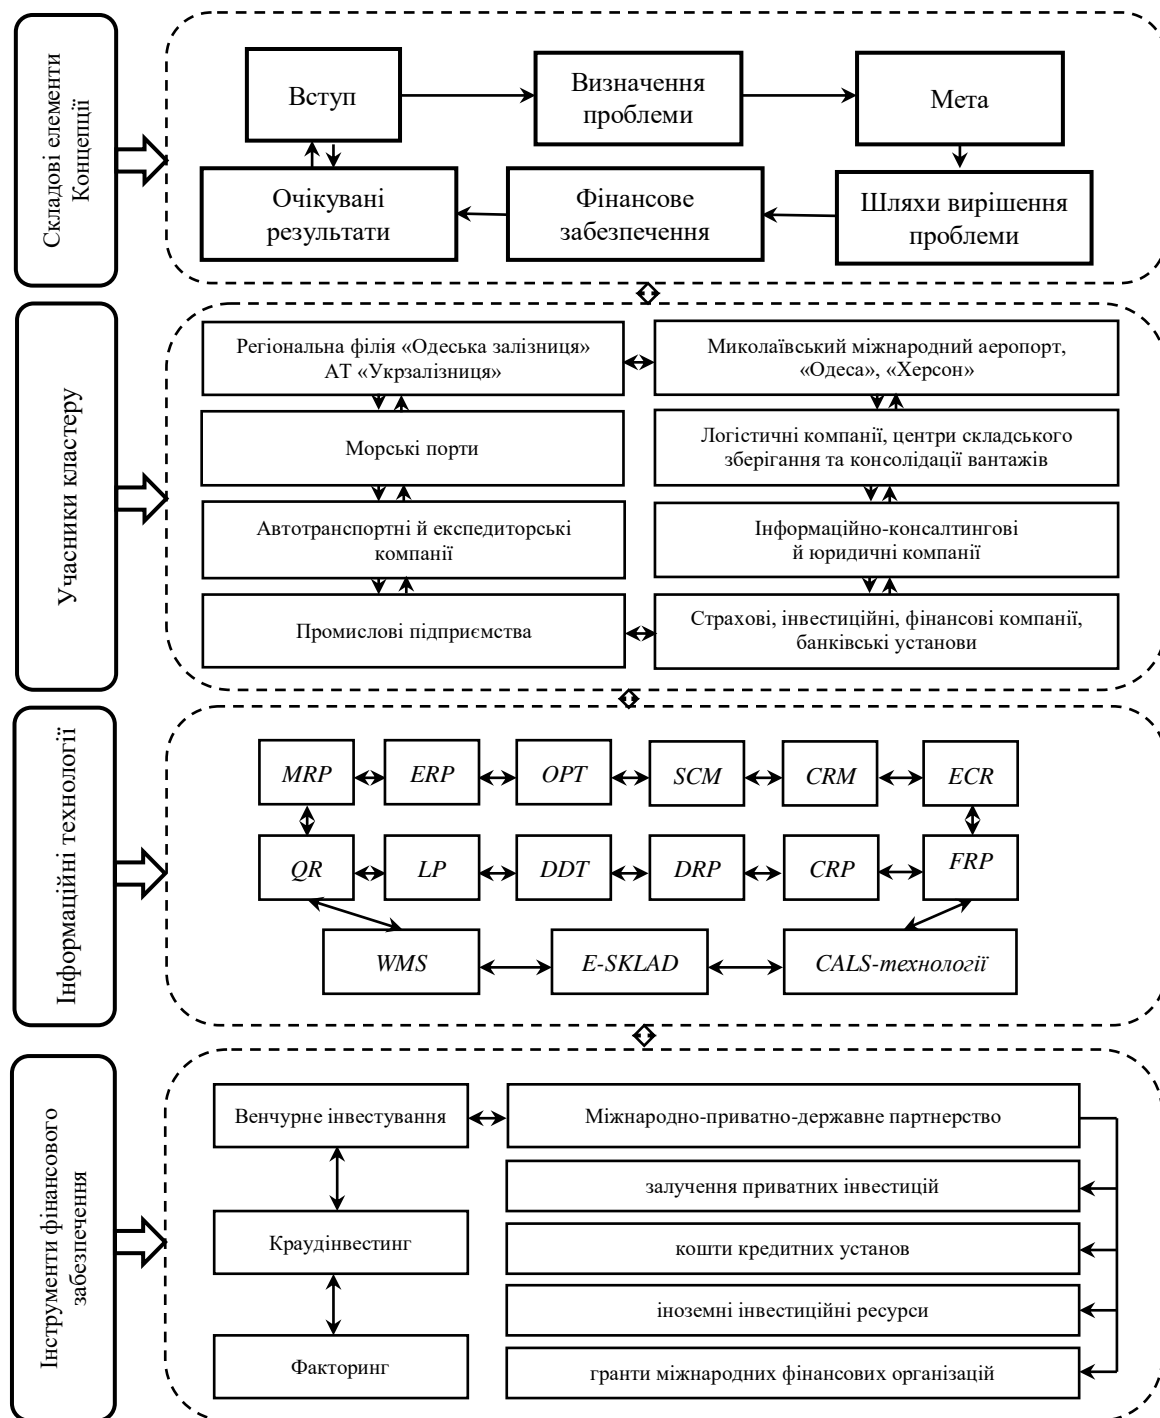 Складові елементи
Концепції
Вступ
Визначення
проблеми
Мета
Очікувані
результати
Фінансове
забезпечення
Шляхи вирішення
проблеми
Учасники кластеру
Регіональна філія «Одеська залізниця»
АТ «Укрзалізниця»
Миколаївський міжнародний аеропорт,
«Одеса», «Херсон»
Морські порти
Логістичні компанії, центри складського
зберігання та консолідації вантажів
Автотранспортні й експедиторські
компанії
Інформаційно-консалтингові
й юридичні компанії
Промислові підприємства
Страхові, інвестиційні, фінансові компанії,
банківські установи
Інформаційні технології
MRP
ERP
OPT
SCM
CRM
ECR
QR
LP
DDT
DRP
CRP
FRP
WMS
E-SKLAD
CALS-технології
Інструменти фінансового
забезпечення
Венчурне інвестування
Міжнародно-приватно-державне партнерство
залучення приватних інвестицій
Краудінвестинг
кошти кредитних установ
іноземні інвестиційні ресурси
Факторинг
гранти міжнародних фінансових організацій